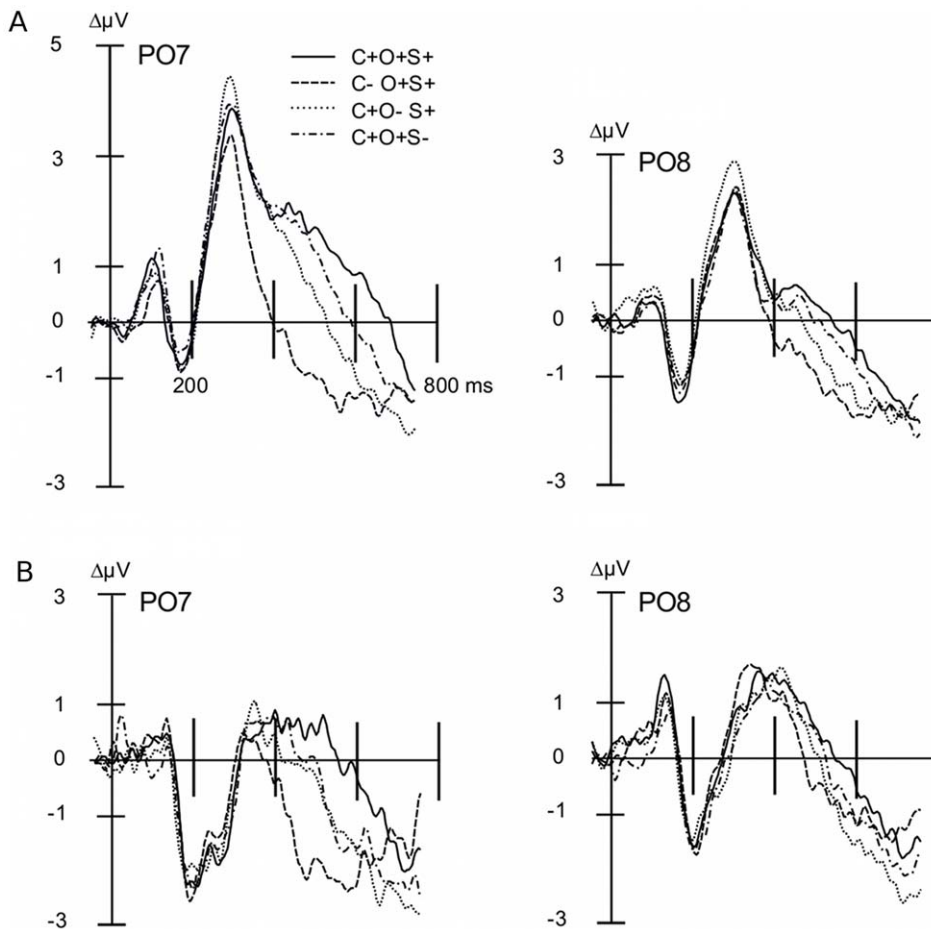 A
ΔµV
5
PO7
3
1
0
-1
-3
200
800 ms
C+O+S+
C- O+S+
C+O- S+
C+O+S-
ΔµV
3
PO8
1
0
-1
-3
B
ΔµV
3
PO7
1
0
-1
-3
ΔµV
3
PO8
1
0
-1
-3